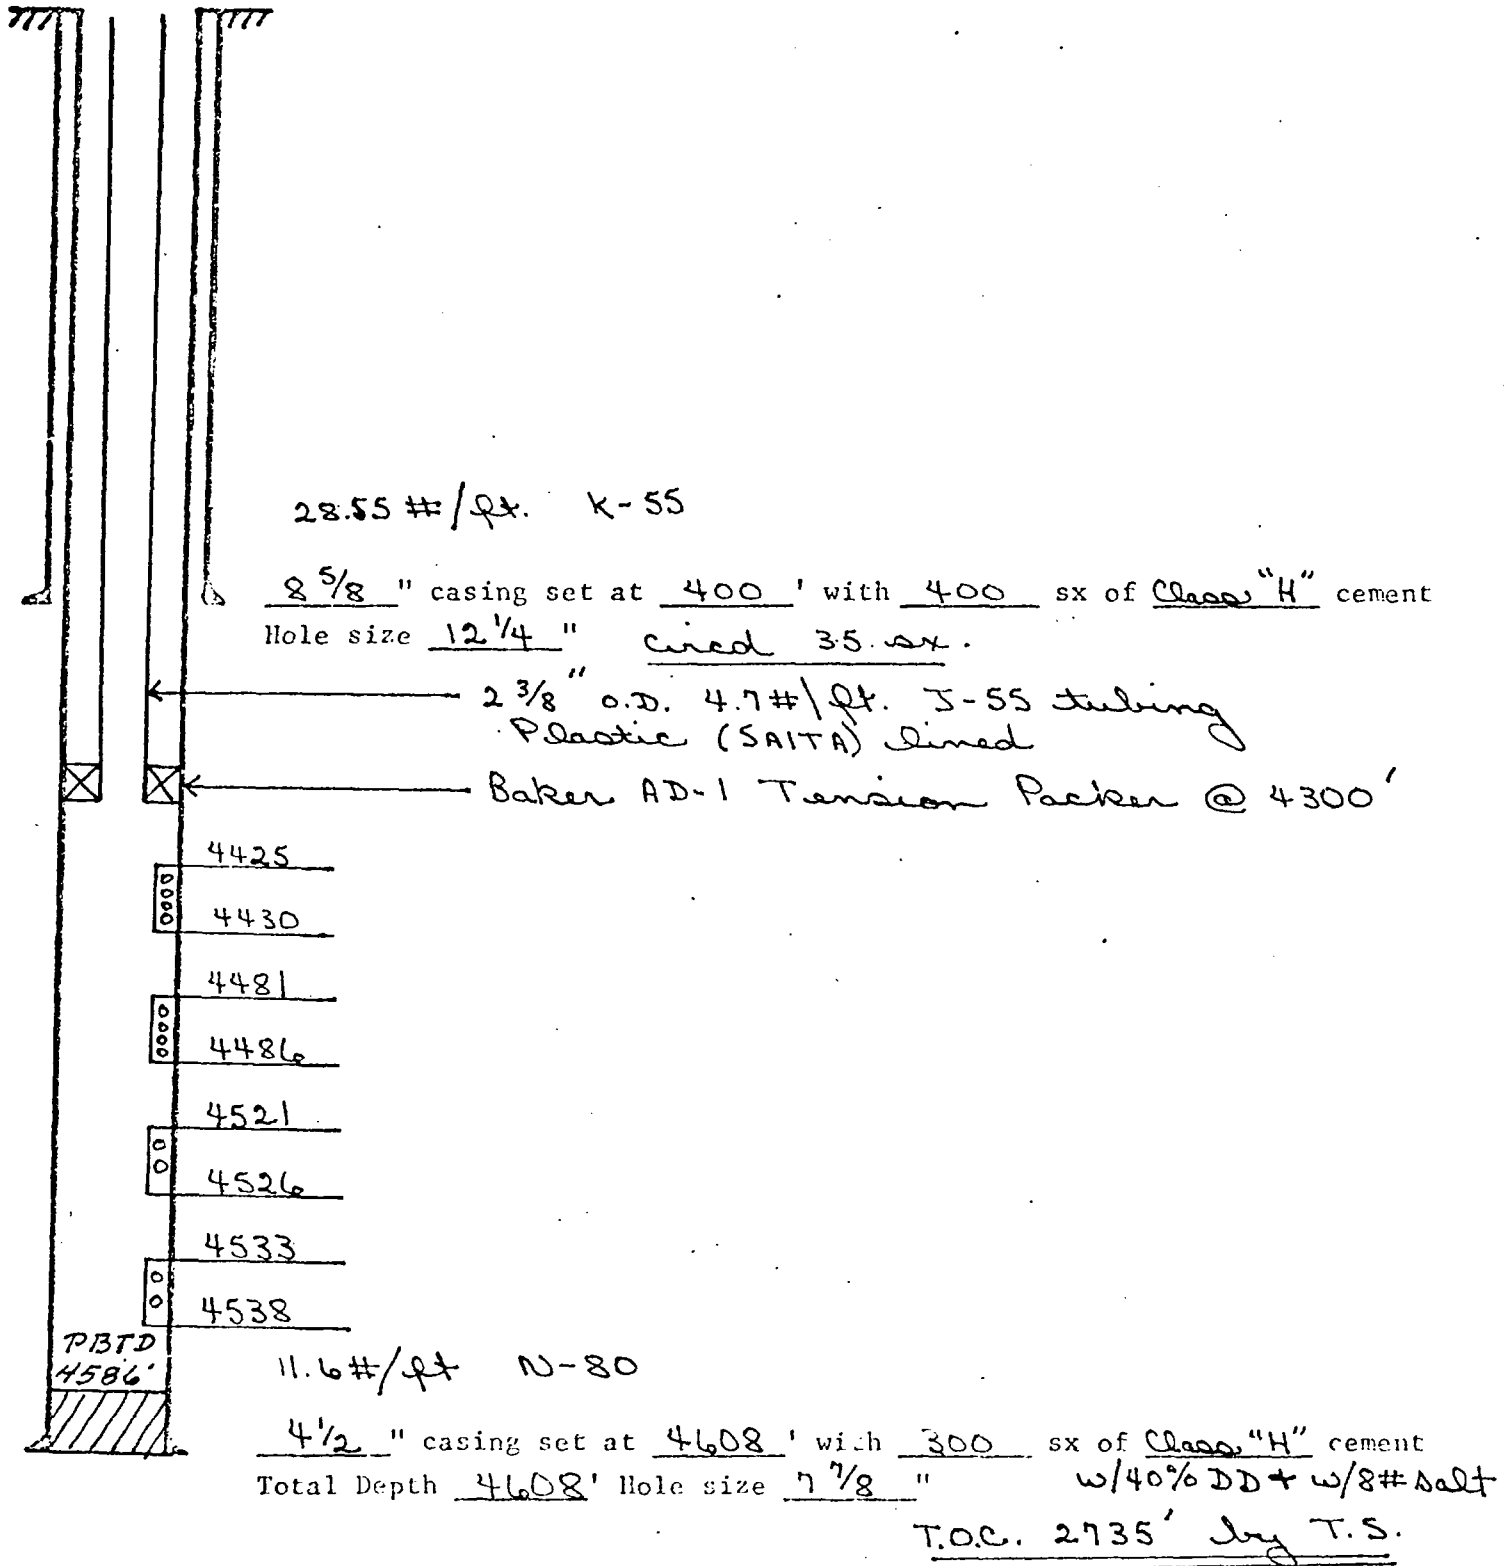 28.55 #/ft. K-55
8 5/8 " casing set at 400 ' with 400 sx of Class "H" cement
Hole size 12 1/4 " circd 35 sx.
2 3/8" O.D. 4.7#/ft. J-55 tubing
Plastic (SALTA) lined
Baker AD-1 Tension Packer @ 4300'
4425
4430
4481
4486
4521
4526
4533
4538
PBTD
4586'
11.6#/ft N-80
4 1/2 " casing set at 4608 ' with 300 sx of Class "H" cement
Total Depth 4608' Hole size 7 7/8 " w/40% DD + w/8# salt
T.O.C. 2735' by T.S.